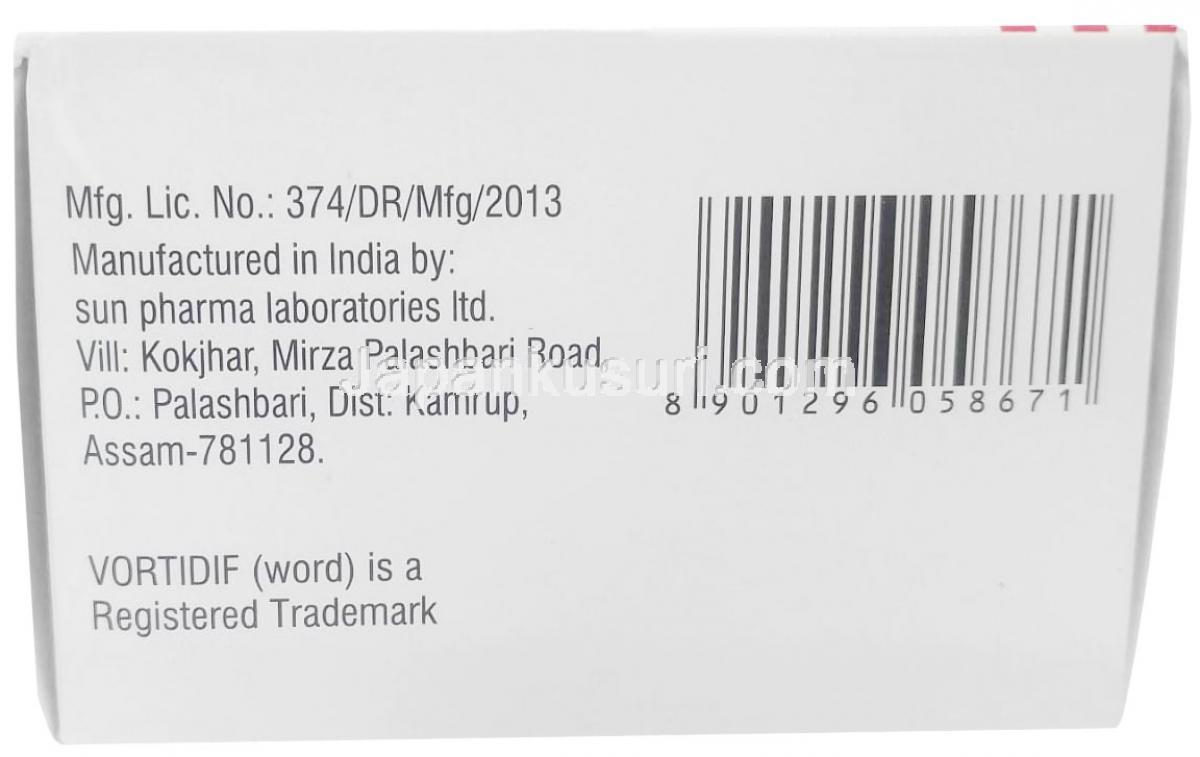 Mfg. Lic. No.: 374/DR/Mfg/2013
Manufactured in India by:
sun pharma laboratories ltd.
Vill: Kokjhar, Mirza Palashbari Road,
P.O.: Palashbari, Dist: Kamrup,
Assam-781128.
VORTIDIF (word) is a
Registered Trademark
8 901296 058671
Japankusuri.com